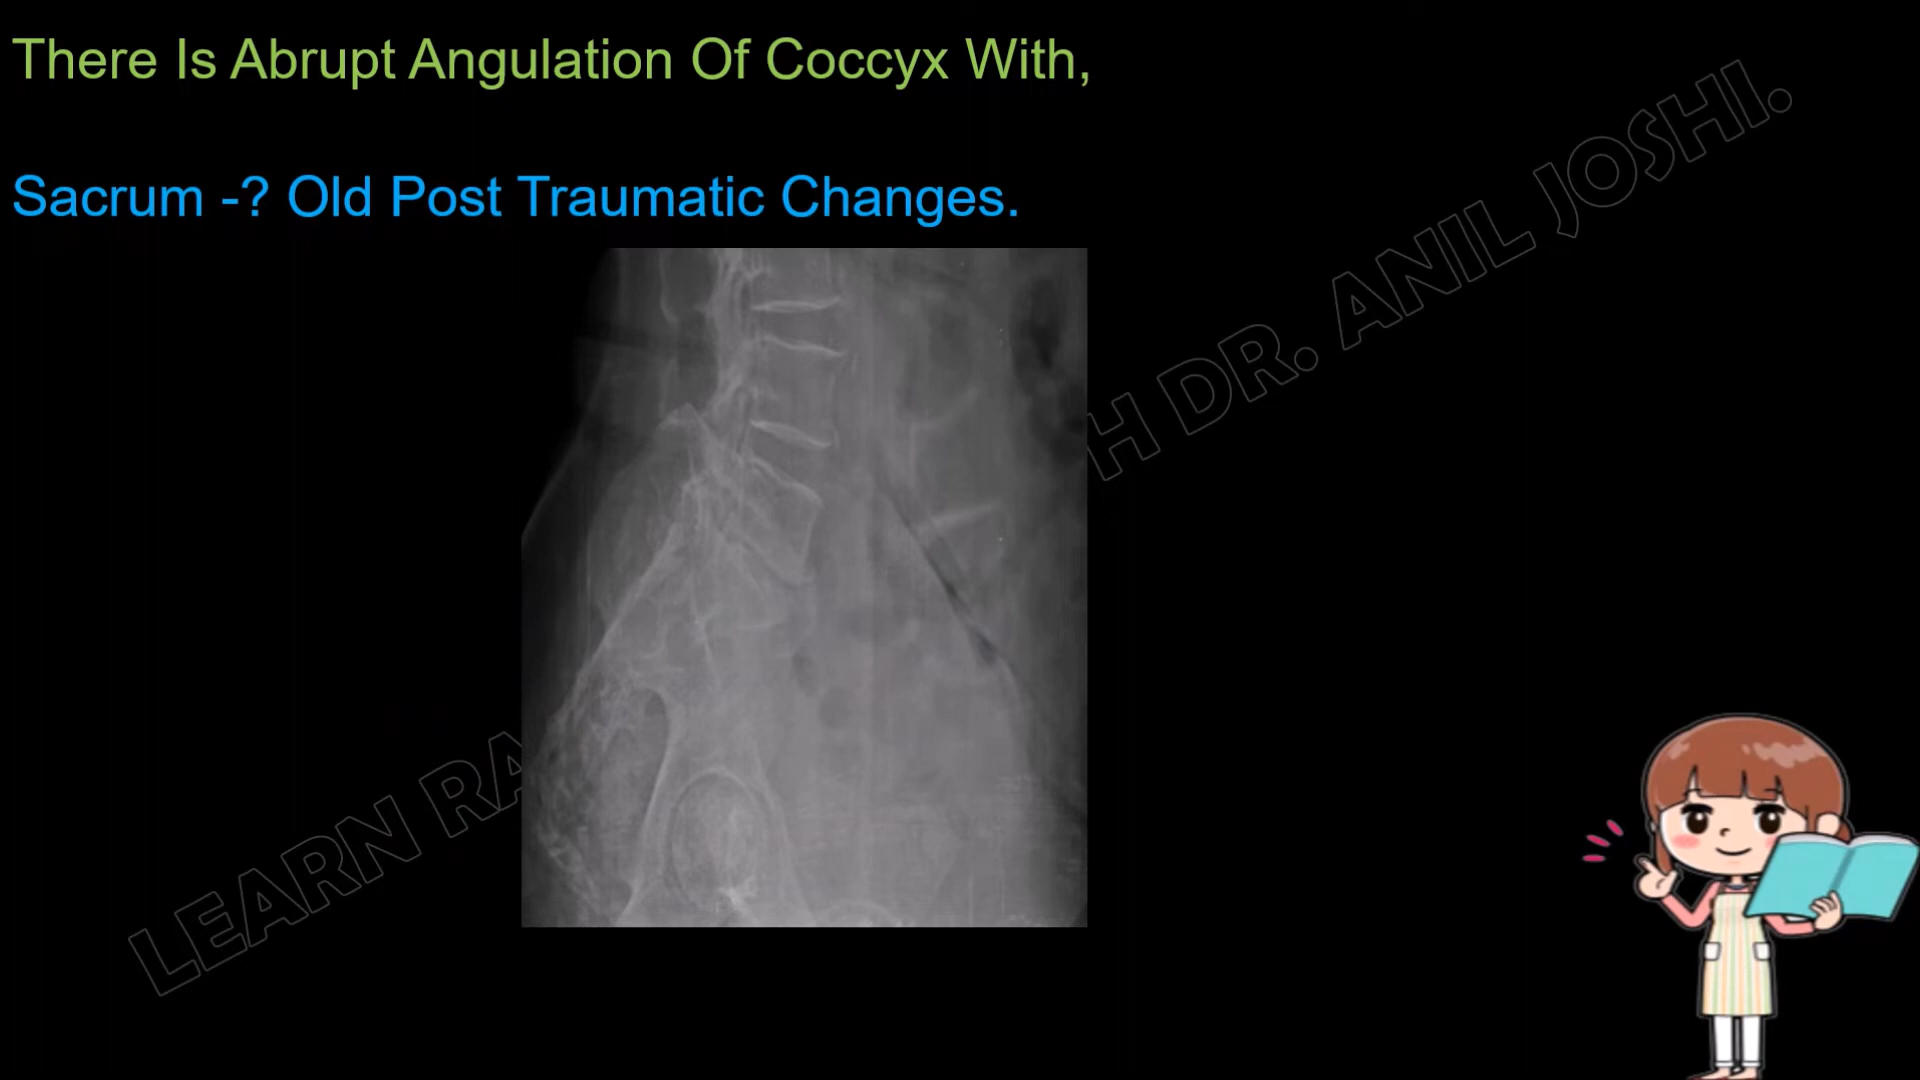 There Is Abrupt Angulation Of Coccyx With,
Sacrum -? Old Post Traumatic Changes.
LEARN RA
H DR. ANIL JOSHI.